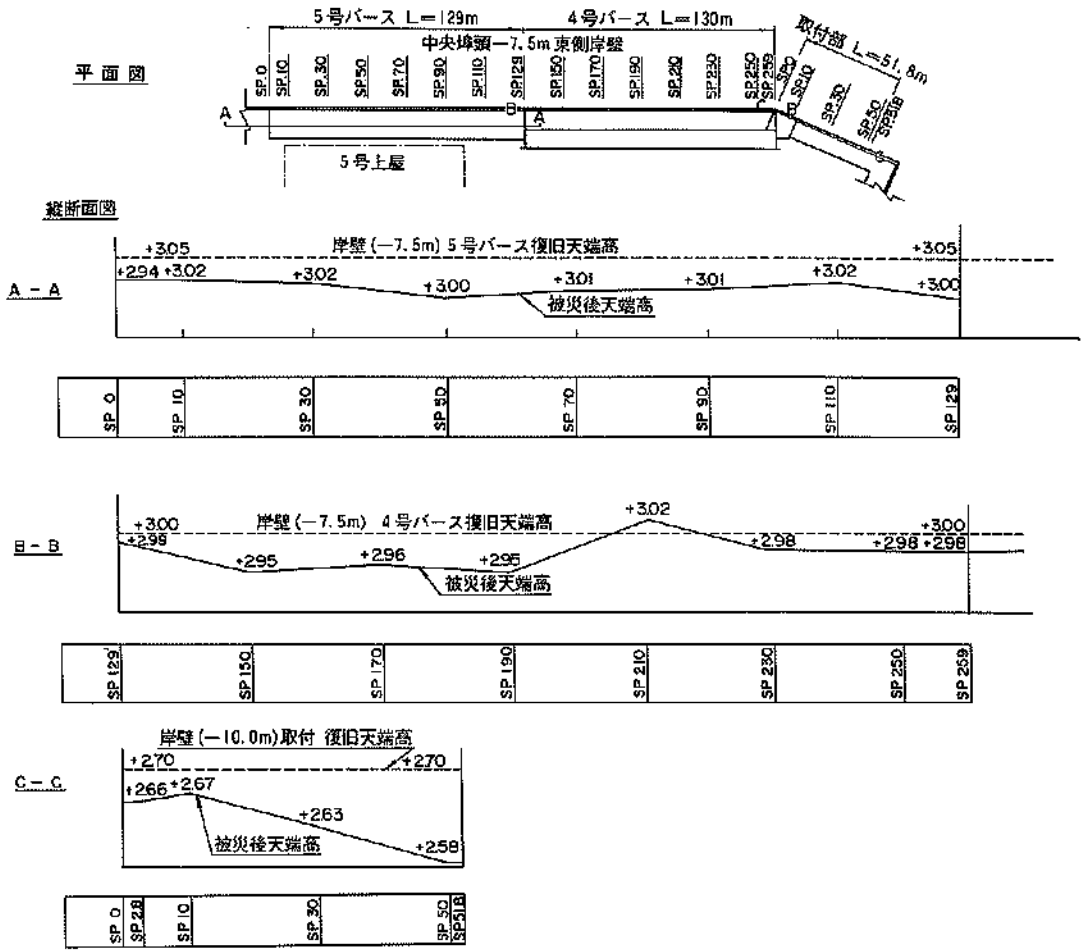 5号バース L=129m 4号バース L=130m
中央埠頭-7.5m東側岸壁
取付部 L=51.8m
平面図
SP.0 SP.10 SP.30 SP.50 SP.70 SP.90 SP.110 SP.129 SP.150 SP.170 SP.190 SP.210 SP.230 SP.250 SP.259 SP.0 SP.10 SP.30 SP.50 SP.51.8
A B A B
5号上屋
縦断面図
岸壁(-7.5m) 5号バース復旧天端高
+3.05 +3.05
+2.94 +3.02 +3.02 +3.00 +3.01 +3.01 +3.02 +3.00
A-A
被災後天端高
SP 0 SP 10 SP 30 SP 50 SP 70 SP 90 SP 110 SP 129
岸壁(-7.5m) 4号バース復旧天端高
+3.00 +3.02 +3.00
B-B
+2.99 +2.95 +2.96 +2.95 +2.98 +2.98 +2.98
被災後天端高
SP 129 SP 150 SP 170 SP 190 SP 210 SP 230 SP 250 SP 259
岸壁(-10.0m)取付 復旧天端高
+2.70 +2.70
C-C
+2.66 +2.67 +2.63 +2.58
被災後天端高
SP 0 SP 2.8 SP 10 SP 30 SP 50 SP 51.8